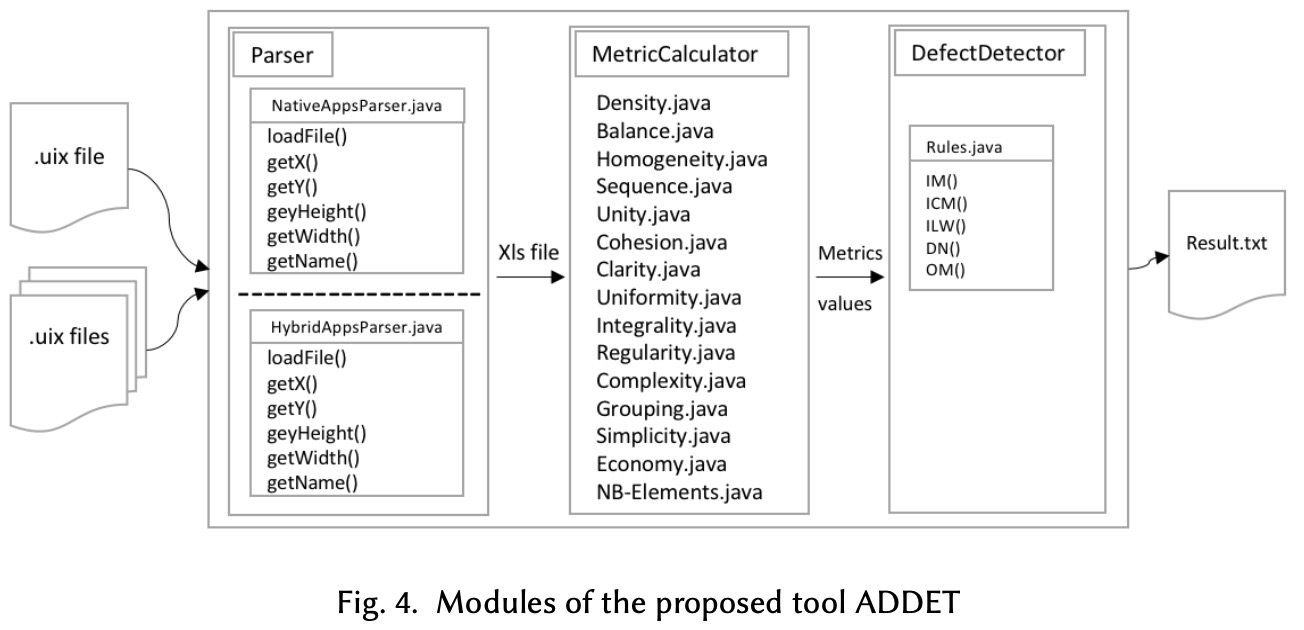 .uix file
.uix files
Parser
NativeAppsParser.java
loadFile()
getX()
getY()
geyHeight()
getWidth()
getName()
HybridAppsParser.java
loadFile()
getX()
getY()
geyHeight()
getWidth()
getName()
Xls file
MetricCalculator
Density.java
Balance.java
Homogeneity.java
Sequence.java
Unity.java
Cohesion.java
Clarity.java
Uniformity.java
Integrality.java
Regularity.java
Complexity.java
Grouping.java
Simplicity.java
Economy.java
NB-Elements.java
Metrics
values
DefectDetector
Rules.java
IM()
ICM()
ILW()
DN()
OM()
Result.txt
Fig. 4. Modules of the proposed tool ADDET